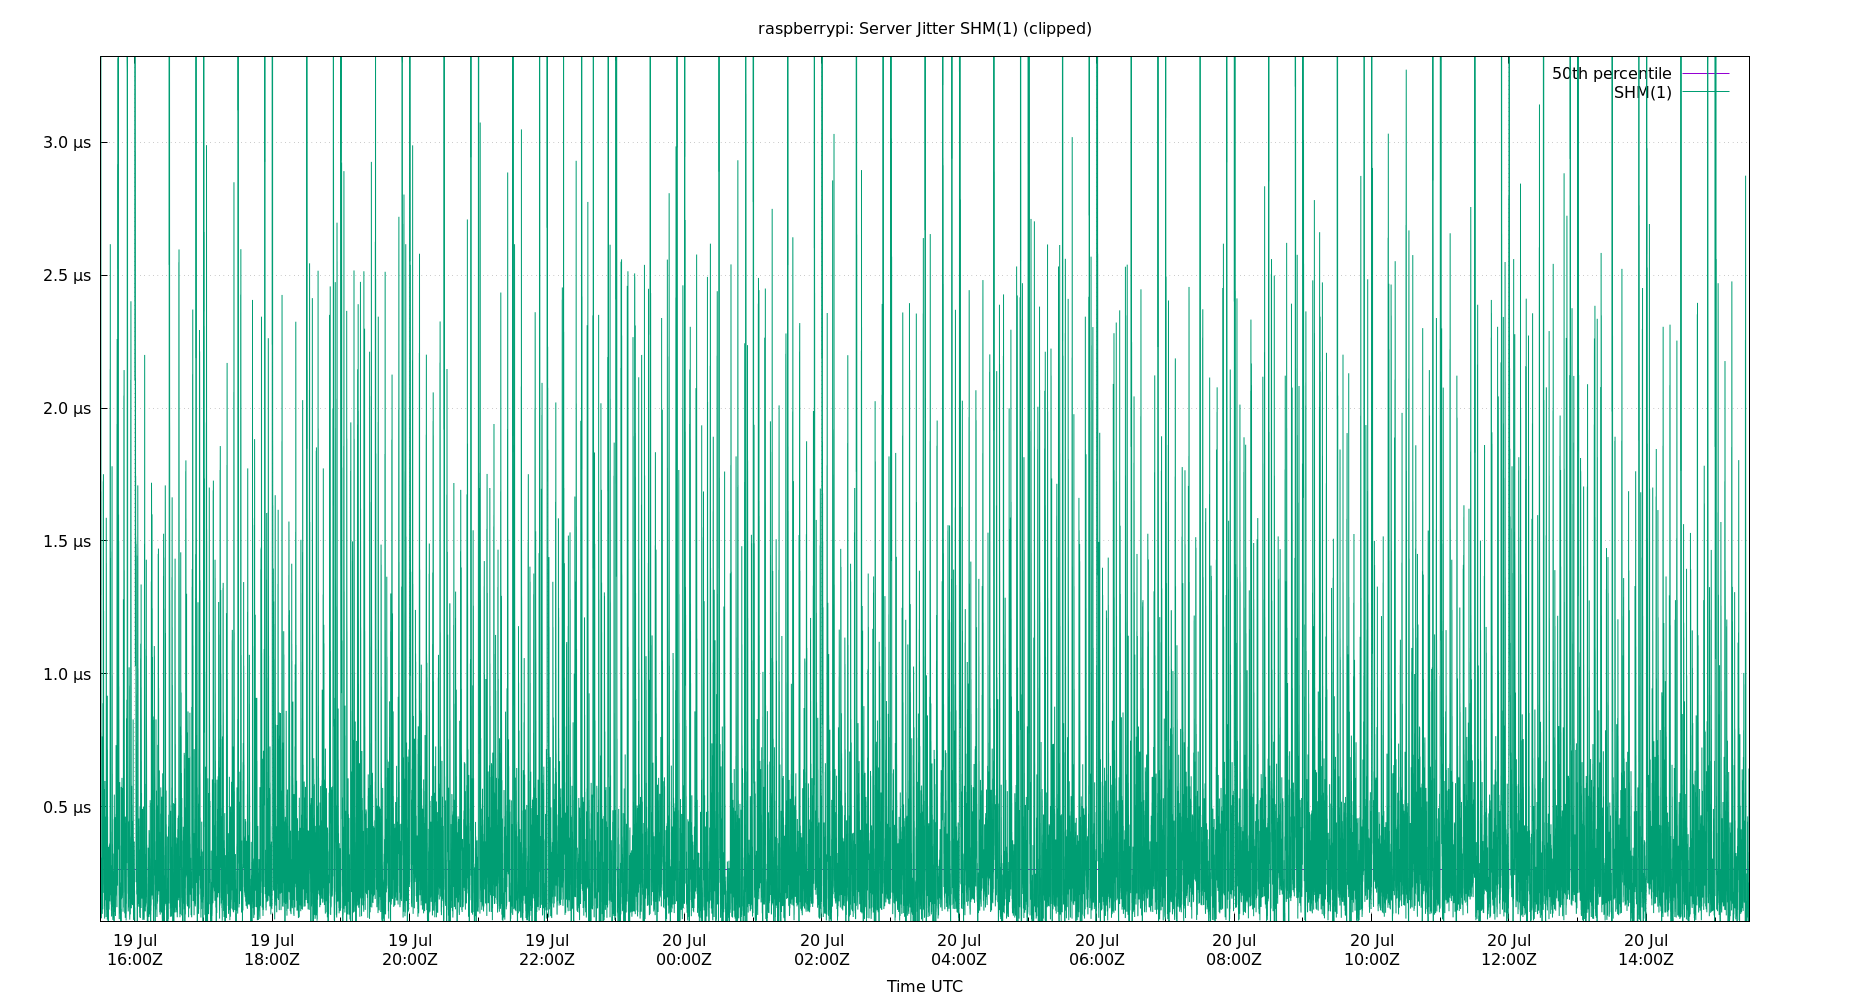 raspberrypi: Server Jitter SHM(1) (clipped)
50th percentile
SHM(1)
3.0 µs
2.5 µs
2.0 µs
1.5 µs
1.0 µs
0.5 µs
19 Jul 19 Jul 19 Jul 19 Jul 20 Jul 20 Jul 20 Jul 20 Jul 20 Jul 20 Jul 20 Jul 20 Jul
16:00Z 18:00Z 20:00Z 22:00Z 00:00Z 02:00Z 04:00Z 06:00Z 08:00Z 10:00Z 12:00Z 14:00Z
Time UTC